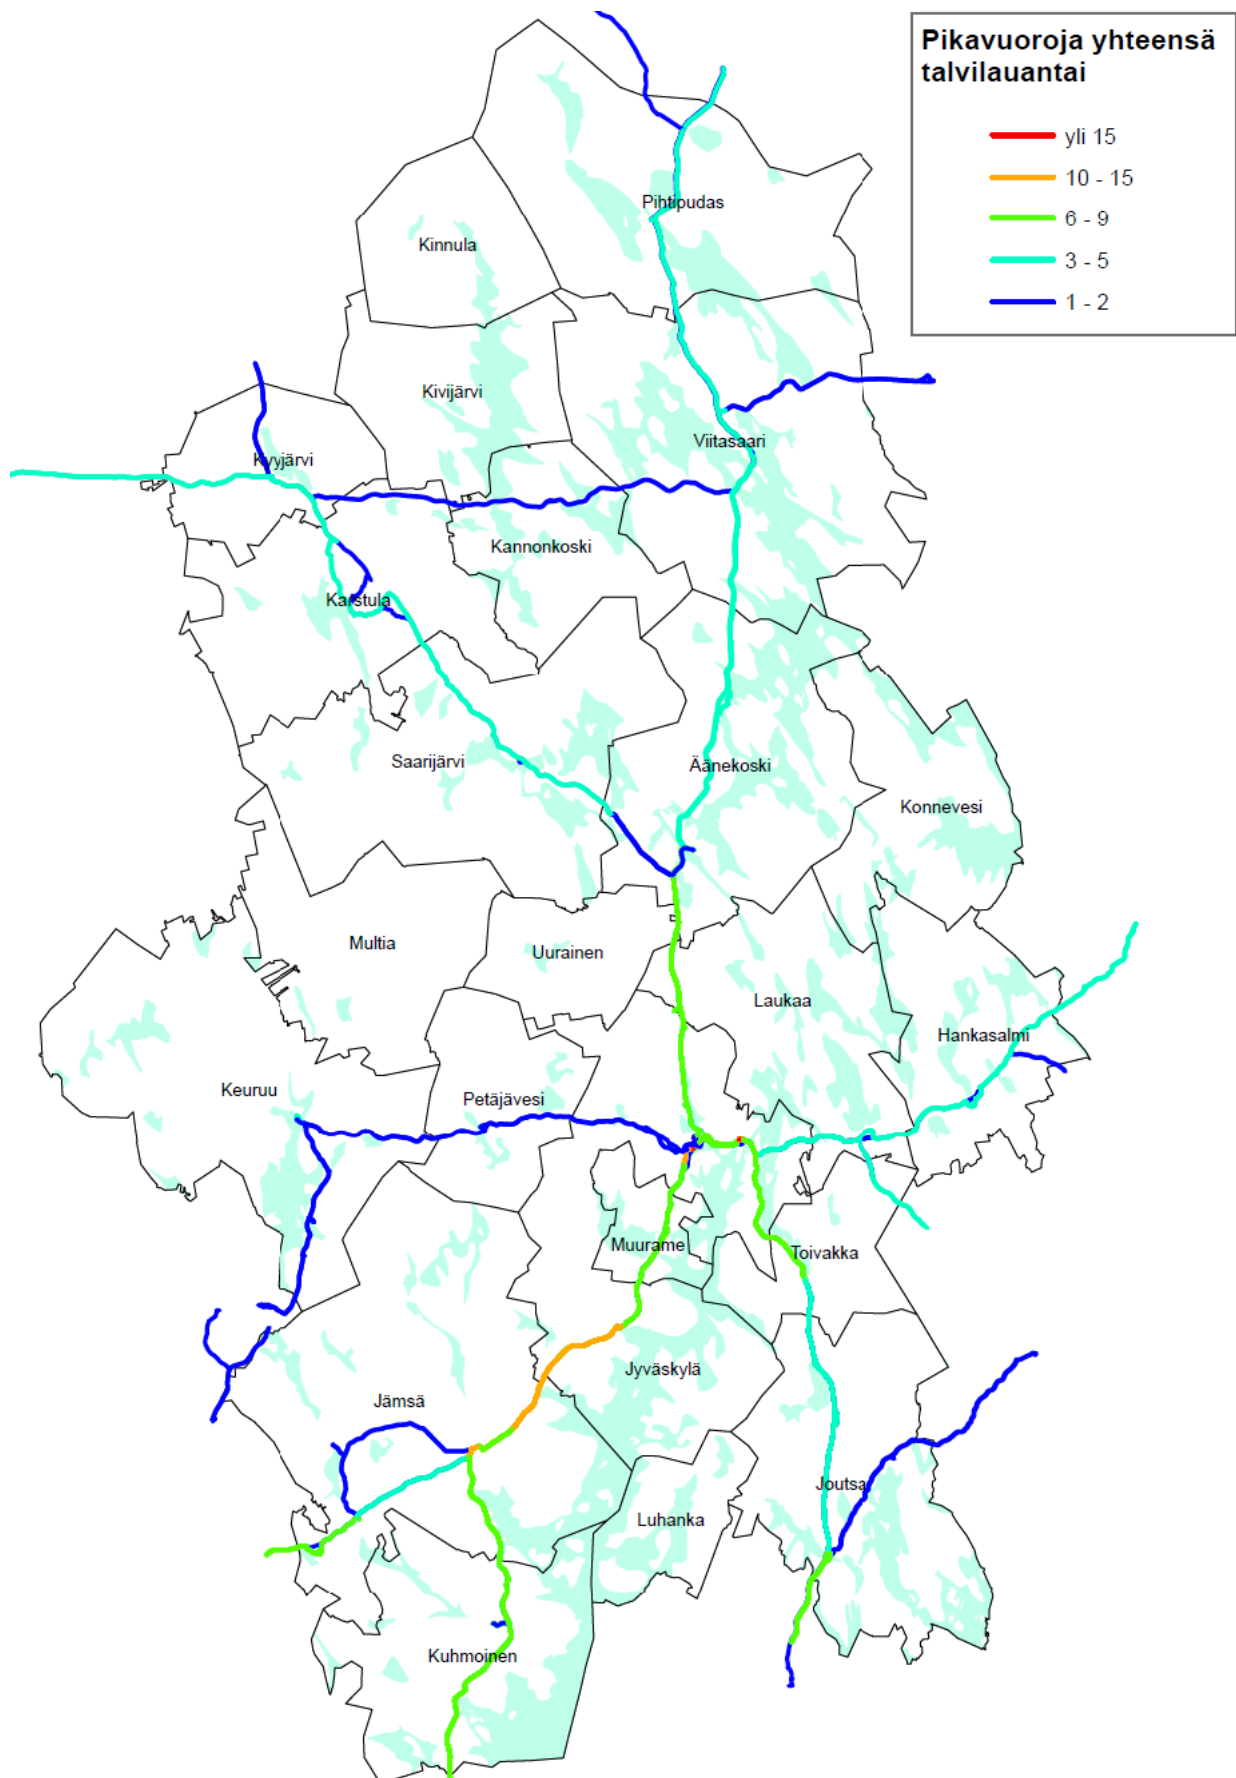 Pikavuoroja yhteensä
talvilauantai
yli 15
10 - 15
6 - 9
3 - 5
1 - 2
Pihtipudas
Kinnula
Kivijärvi
Viitasaari
Kyyjärvi
Kannonkoski
Karstula
Saarijärvi
Äänekoski
Konnevesi
Multia
Uurainen
Laukaa
Hankasalmi
Keuruu
Petäjävesi
Muurame
Toivakka
Jyväskylä
Jämsä
Joutsa
Luhanka
Kuhmoinen